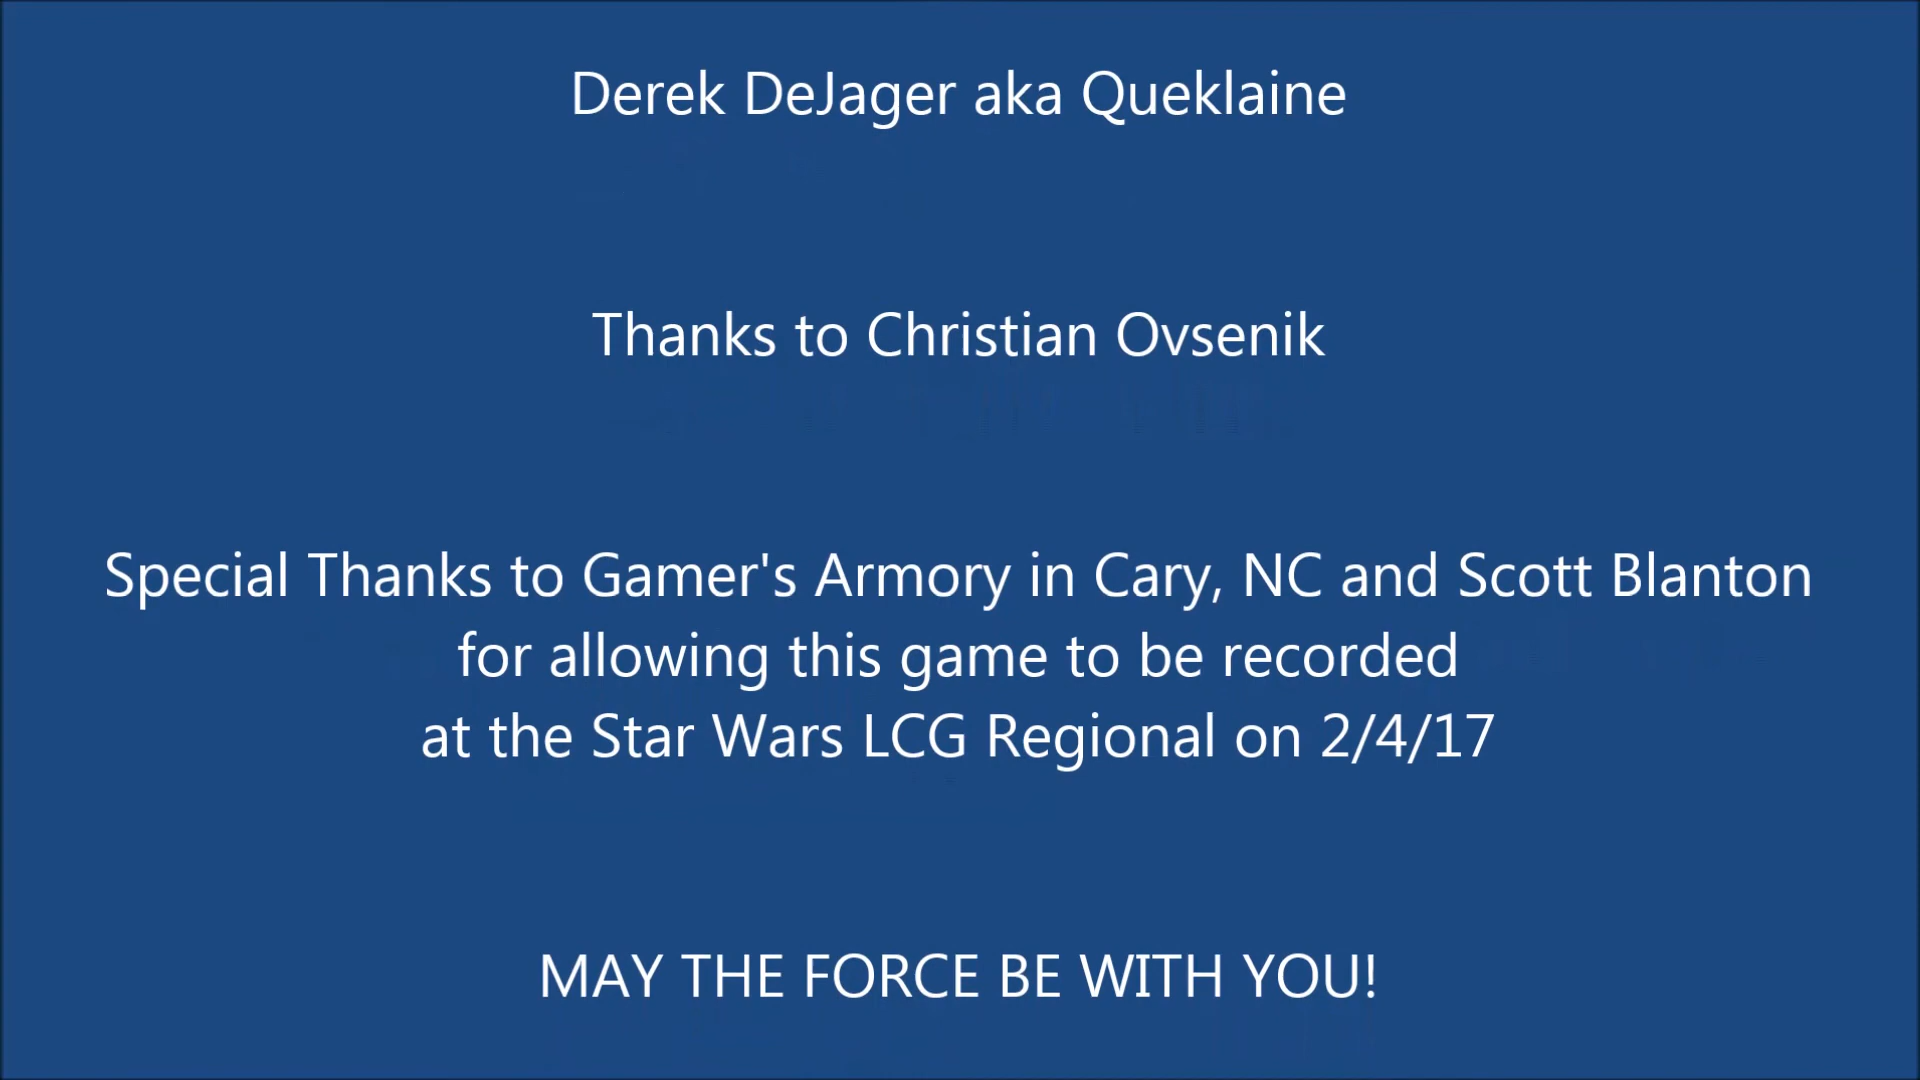 Derek DeJager aka Queklaine
Thanks to Christian Ovsenik
Special Thanks to Gamer's Armory in Cary, NC and Scott Blanton
for allowing this game to be recorded
at the Star Wars LCG Regional on 2/4/17
MAY THE FORCE BE WITH YOU!